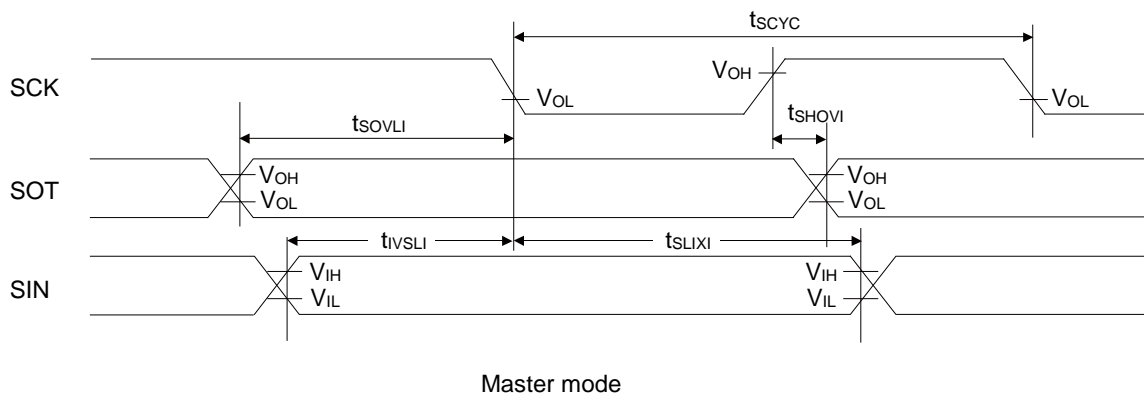 tSCYC
SCK
VOH
VOL
VOL
tSOVLI
tSHOVI
SOT
VOH
VOL
VOH
VOL
tIVSLI
tSLIXI
SIN
VIH
VIL
VIH
VIL
Master mode